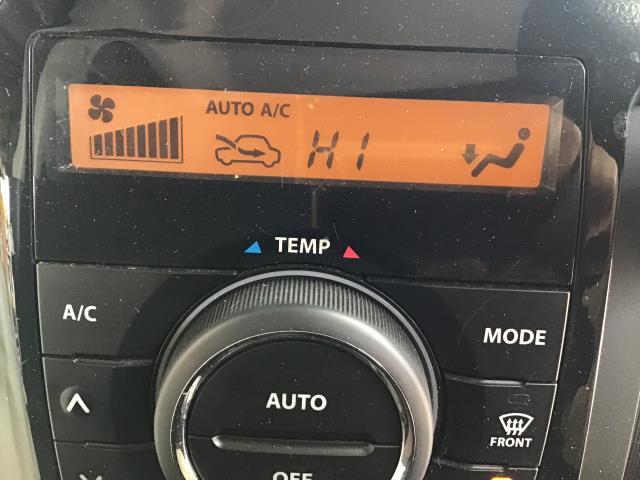 AUTO A/C
HI
TEMP
A/C
MODE
AUTO
FRONT
OFF